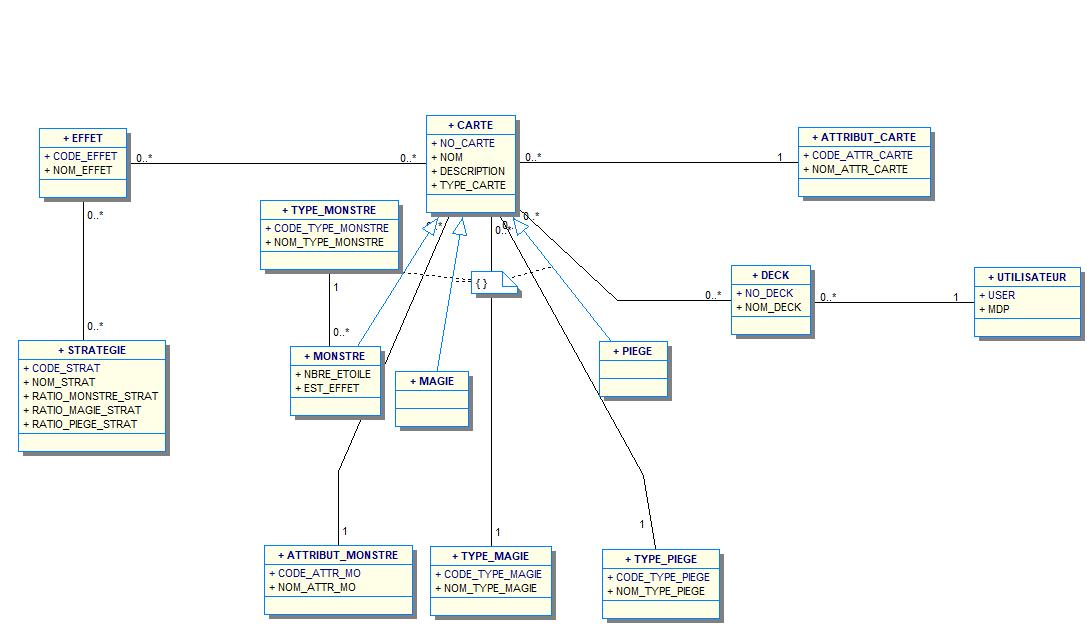 + CARTE
+ NO_CARTE
+ NOM
+ DESCRIPTION
+ TYPE_CARTE
+ EFFET
+ CODE_EFFET
+ NOM_EFFET
0..*
0..*
0..*
1
+ ATTRIBUT_CARTE
+ CODE_ATTR_CARTE
+ NOM_ATTR_CARTE
+ TYPE_MONSTRE
+ CODE_TYPE_MONSTRE
+ NOM_TYPE_MONSTRE
0..*
0..*
0..*
{ }
1
0..*
+ DECK
+ NO_DECK
+ NOM_DECK
0..*
0..*
1
+ UTILISATEUR
+ USER
+ MDP
0..*
+ STRATEGIE
+ CODE_STRAT
+ NOM_STRAT
+ RATIO_MONSTRE_STRAT
+ RATIO_MAGIE_STRAT
+ RATIO_PIEGE_STRAT
+ MONSTRE
+ NBRE_ETOILE
+ EST_EFFET
+ MAGIE
+ PIEGE
1
1
1
+ ATTRIBUT_MONSTRE
+ CODE_ATTR_MO
+ NOM_ATTR_MO
+ TYPE_MAGIE
+ CODE_TYPE_MAGIE
+ NOM_TYPE_MAGIE
+ TYPE_PIEGE
+ CODE_TYPE_PIEGE
+ NOM_TYPE_PIEGE